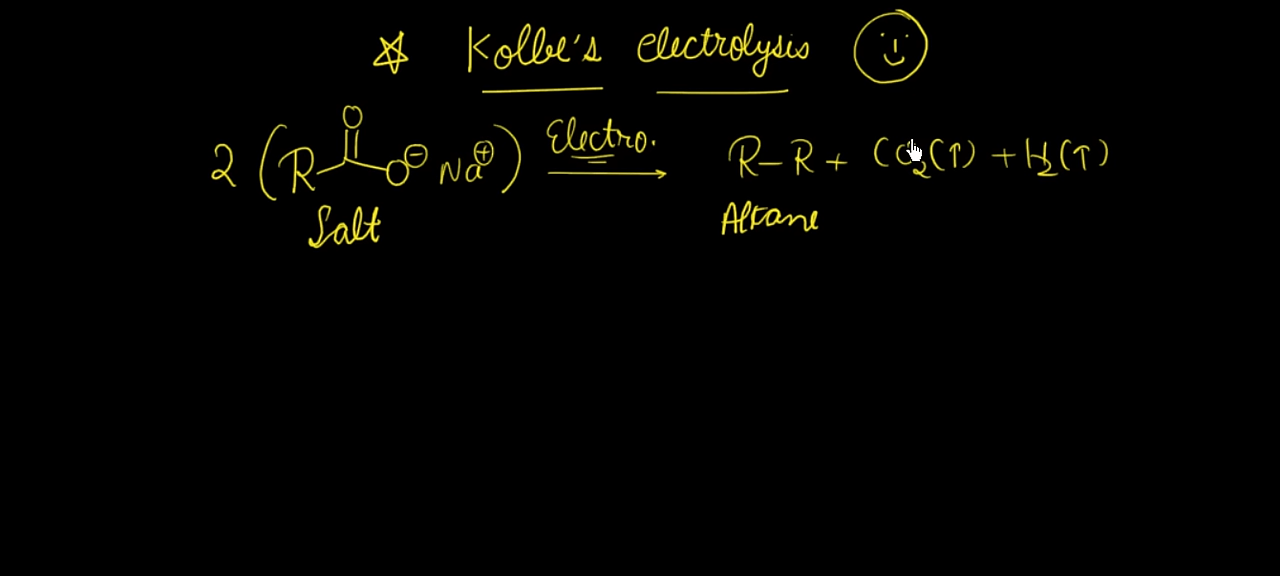 ☆ Kolbe's electrolysis
2 (R O O⊖ Na⊕) Electro. → R–R + CO₂(↑) + H₂(↑)
Salt Alkane